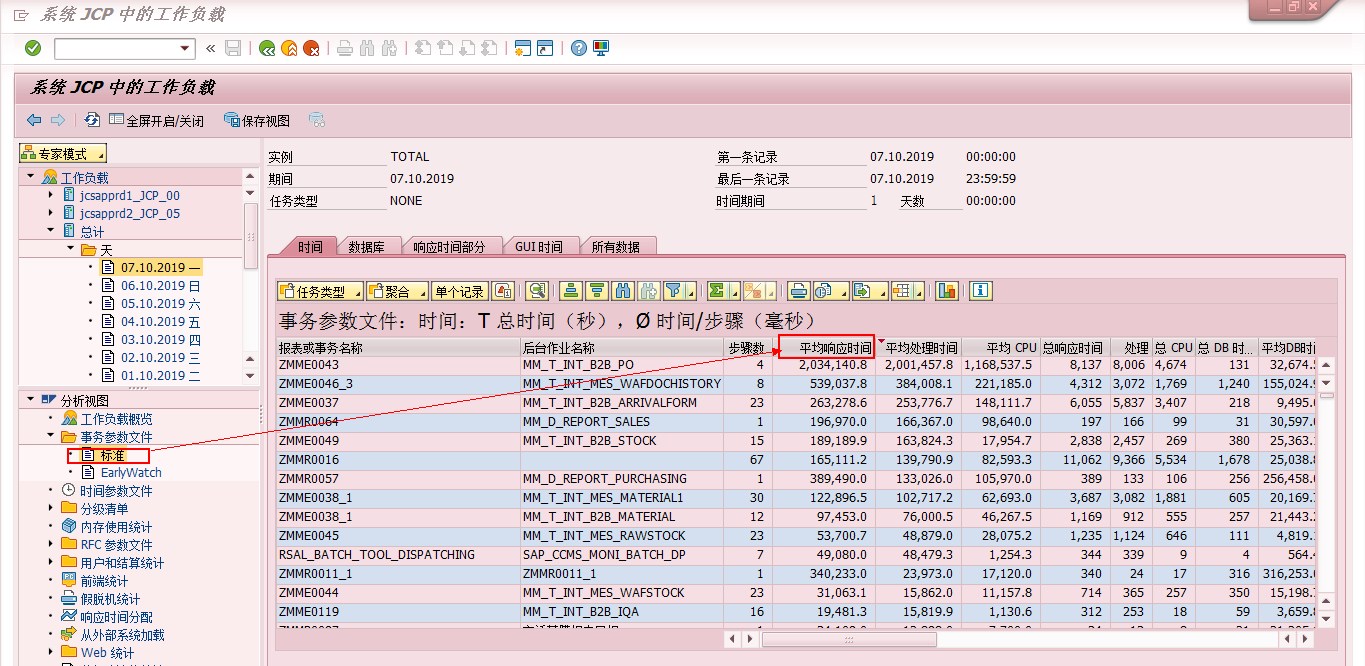 系统 JCP 中的工作负载
系统 JCP 中的工作负载
全屏开启/关闭 保存视图
专家模式
工作负载
jcsapprd1_JCP_00
jcsapprd2_JCP_05
总计
天
07.10.2019 一
06.10.2019 日
05.10.2019 六
04.10.2019 五
03.10.2019 四
02.10.2019 三
01.10.2019 二
分析视图
工作负载概览
事务参数文件
标准
EarlyWatch
时间参数文件
分级清单
内存使用统计
RFC 参数文件
用户和结算统计
前端统计
假脱机统计
响应时间分配
从外部系统加载
Web 统计
实例 TOTAL 第一条记录 07.10.2019 00:00:00
期间 07.10.2019 最后一条记录 07.10.2019 23:59:59
任务类型 NONE 时间期间 1 天数 00:00:00
时间 数据库 响应时间部分 GUI 时间 所有数据
任务类型 聚合 单个记录
事务参数文件：时间：T 总时间（秒），Ø 时间/步骤（毫秒）
报表或事务名称 后台作业名称 步骤数 平均响应时间 平均处理时间 平均 CPU 总响应时间 处理 总 CPU 总 DB 时... 平均DB时
ZMME0043 MM_T_INT_B2B_PO 4 2,034,140.8 2,001,457.8 1,168,537.5 8,137 8,006 4,674 131 32,674.
ZMME0046_3 MM_T_INT_MES_WAFDOCHISTORY 8 539,037.8 384,008.1 221,185.0 4,312 3,072 1,769 1,240 155,024.
ZMME0037 MM_T_INT_B2B_ARRIVALFORM 23 263,278.6 253,776.7 148,111.7 6,055 5,837 3,407 218 9,495.
ZMMR0064 MM_D_REPORT_SALES 1 196,970.0 166,367.0 98,640.0 197 166 99 31 30,597.
ZMME0049 MM_T_INT_B2B_STOCK 15 189,189.9 163,824.3 17,954.7 2,838 2,457 269 380 25,363.
ZMMR0016 67 165,111.2 139,790.9 82,593.3 11,062 9,366 5,534 1,678 25,038.
ZMMR0057 MM_D_REPORT_PURCHASING 1 389,490.0 133,026.0 105,970.0 389 133 106 256 256,458.
ZMME0038_1 MM_T_INT_MES_MATERIAL1 30 122,896.5 102,717.2 62,693.0 3,687 3,082 1,881 605 20,169.
ZMME0038_1 MM_T_INT_B2B_MATERIAL 12 97,453.0 76,000.5 46,267.5 1,169 912 555 257 21,443.
ZMME0045 MM_T_INT_MES_RAWSTOCK 23 53,700.7 48,879.0 28,075.2 1,235 1,124 646 111 4,819.
RSAL_BATCH_TOOL_DISPATCHING SAP_CCMS_MONI_BATCH_DP 7 49,080.0 48,479.3 1,254.3 344 339 9 4 564.
ZMMR0011_1 ZMMR0011_1 1 340,233.0 23,973.0 17,120.0 340 24 17 316 316,253.
ZMME0044 MM_T_INT_MES_WAFSTOCK 23 31,063.1 15,862.0 11,157.8 714 365 257 350 15,198.
ZMME0119 MM_T_INT_B2B_IQA 16 19,481.3 15,819.9 1,130.6 312 253 18 59 3,659.